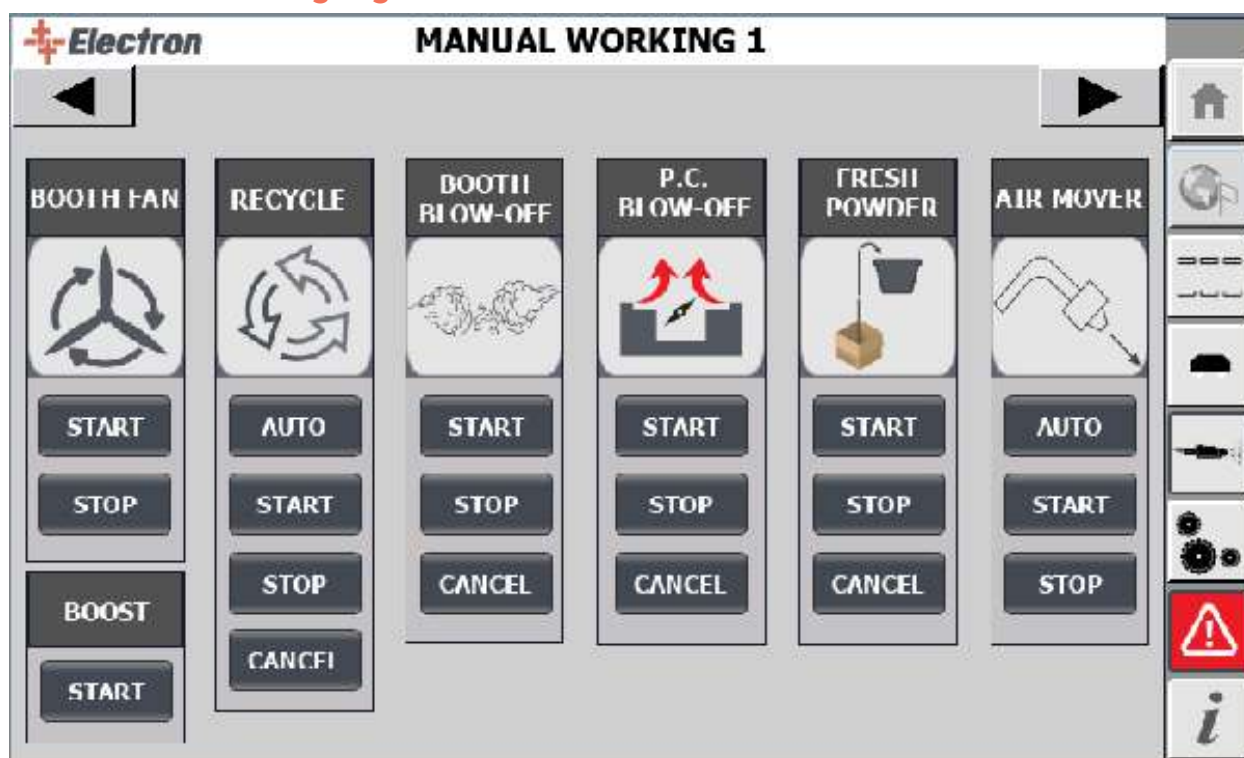 Electron
MANUAL WORKING 1
BOOTH FAN
START
STOP
BOOST
START
RECYCLE
AUTO
START
STOP
CANCEL
BOOTH
BLOW-OFF
START
STOP
CANCEL
P.C.
BLOW-OFF
START
STOP
CANCEL
FRESH
POWDER
START
STOP
CANCEL
AIR MOVER
AUTO
START
STOP
i